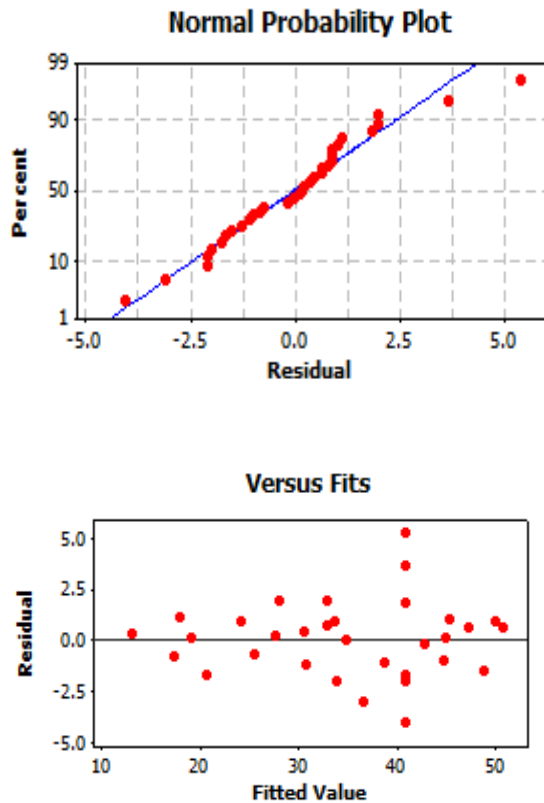 Normal Probability Plot
99
90
50
10
1
Percent
-5.0 -2.5 0.0 2.5 5.0
Residual
Versus Fits
5.0
2.5
0.0
-2.5
-5.0
Residual
10 20 30 40 50
Fitted Value